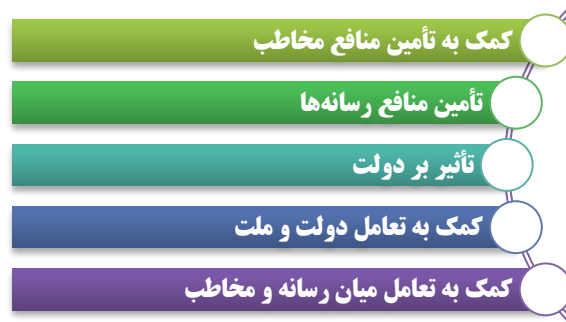 کمک به تأمین منافع مخاطب
تأمین منافع رسانه‌ها
تأثیر بر دولت
کمک به تعامل دولت و ملت
کمک به تعامل میان رسانه و مخاطب